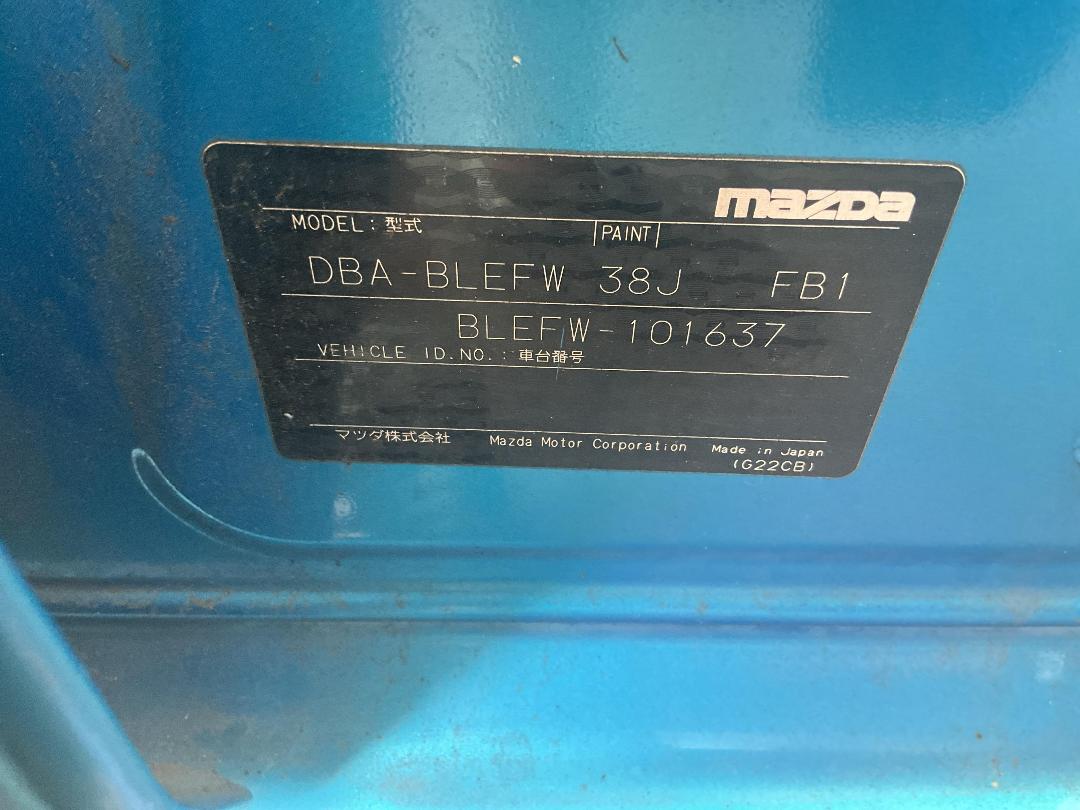 mazda
MODEL : 型式 |PAINT|
DBA-BLEFW 38J FB1
BLEFW-101637
VEHICLE ID.NO. : 車台番号
マツダ株式会社 Mazda Motor Corporation Made in Japan
(G22CB)